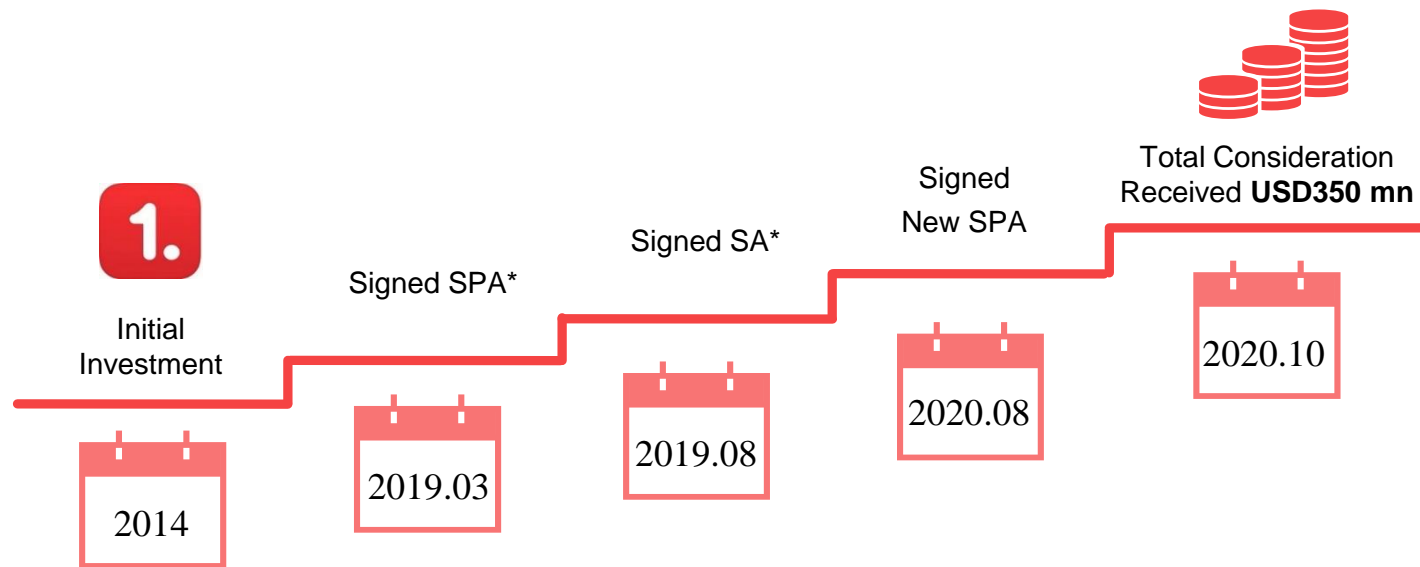 1.
Initial
Investment
2014
Signed SPA*
2019.03
Signed SA*
2019.08
Signed
New SPA
2020.08
Total Consideration
Received USD350 mn
2020.10